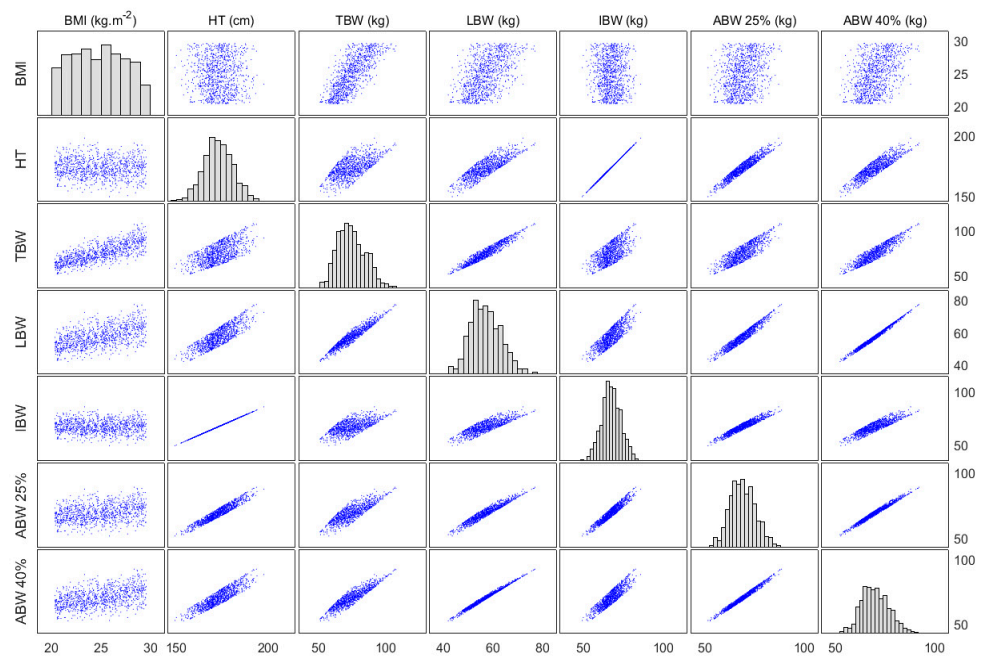 BMI (kg.m-2) HT (cm) TBW (kg) LBW (kg) IBW (kg) ABW 25% (kg) ABW 40% (kg)
BMI 30
25
20
HT 200
150
TBW 100
50
LBW 80
60
40
IBW 100
50
ABW 25% 100
50
ABW 40% 100
50
20 25 30 150 200 50 100 40 60 80 50 100 50 100 50 100